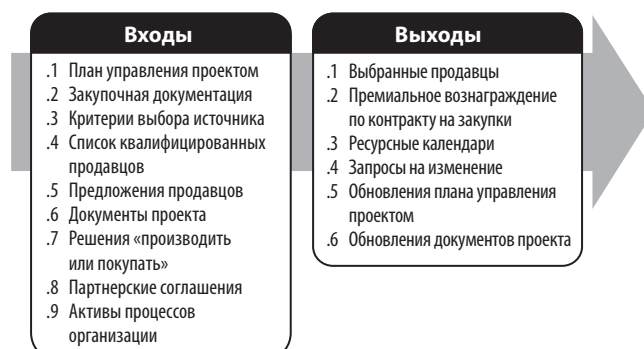 Входы
.1 План управления проектом
.2 Закупочная документация
.3 Критерии выбора источника
.4 Список квалифицированных
продавцов
.5 Предложения продавцов
.6 Документы проекта
.7 Решения «производить
или покупать»
.8 Партнерские соглашения
.9 Активы процессов
организации
Выходы
.1 Выбранные продавцы
.2 Премиальное вознаграждение
по контракту на закупки
.3 Ресурсные календари
.4 Запросы на изменение
.5 Обновления плана управления
проектом
.6 Обновления документов проекта